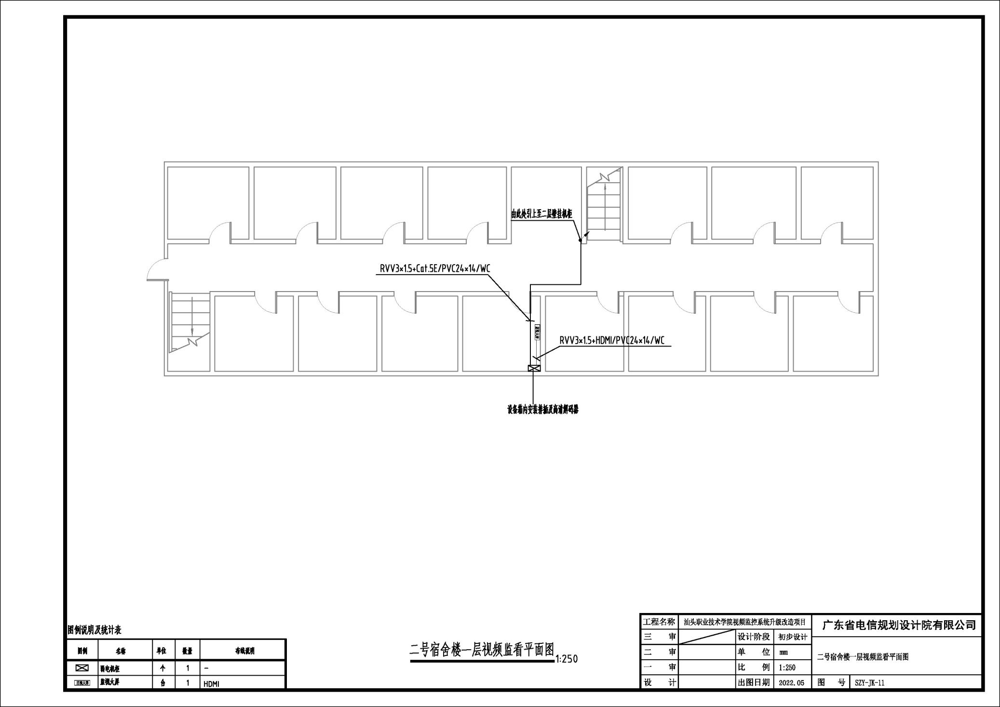 由此处引上至二层壁挂机柜
RVV3×1.5+Cat.5E/PVC24×14/WC
监视大屏
RVV3×1.5+HDMI/PVC24×14/WC
设备箱内安装排插及高清解码器
图例说明及统计表
图例 名称 单位 数量 布线说明
弱电机柜 个 1 –
监视大屏 监视大屏 台 1 HDMI
二号宿舍楼一层视频监看平面图 1:250
工程名称 汕头职业技术学院视频监控系统升级改造项目 广东省电信规划设计院有限公司
三 审 设计阶段 初步设计
二 审 单 位 mm 二号宿舍楼一层视频监看平面图
一 审 比 例 1:250
设 计 出图日期 2022.05 图 号 SZY-JK-11